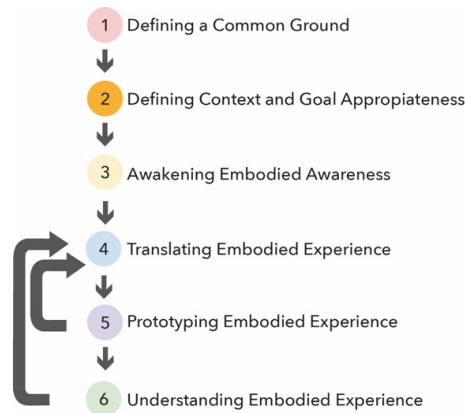 1 Defining a Common Ground
2 Defining Context and Goal Appropiateness
3 Awakening Embodied Awareness
4 Translating Embodied Experience
5 Prototyping Embodied Experience
6 Understanding Embodied Experience